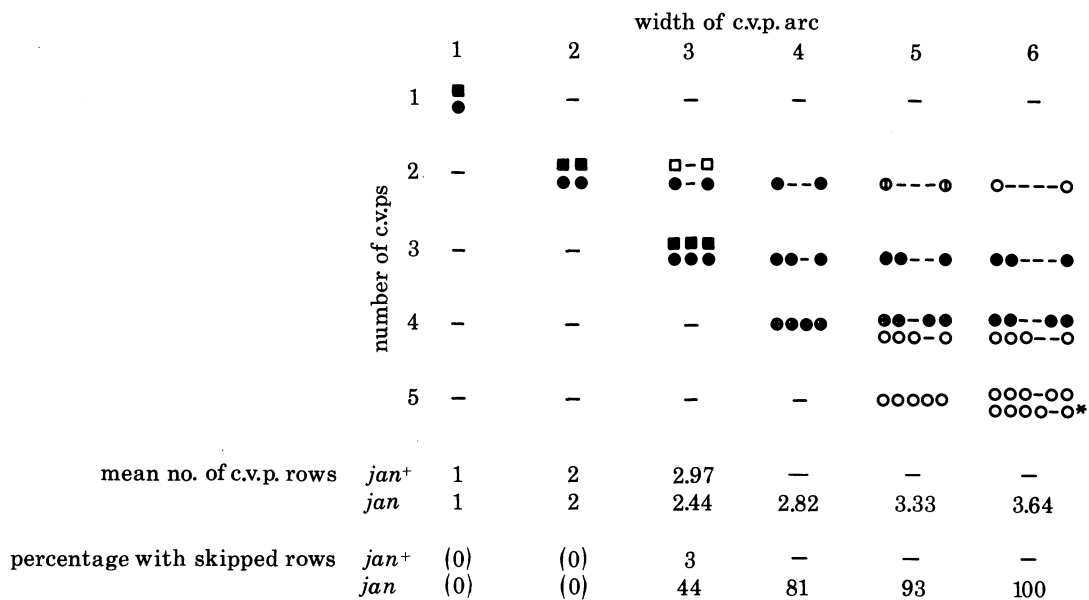 width of c.v.p. arc
1 2 3 4 5 6
number of c.v.ps
1 – – – – –
2 –
3 – –
4 – – –
5 – – – –
*
mean no. of c.v.p. rows jan+ 1 2 2.97 – – –
jan 1 2 2.44 2.82 3.33 3.64
percentage with skipped rows jan+ (0) (0) 3 – – –
jan (0) (0) 44 81 93 100